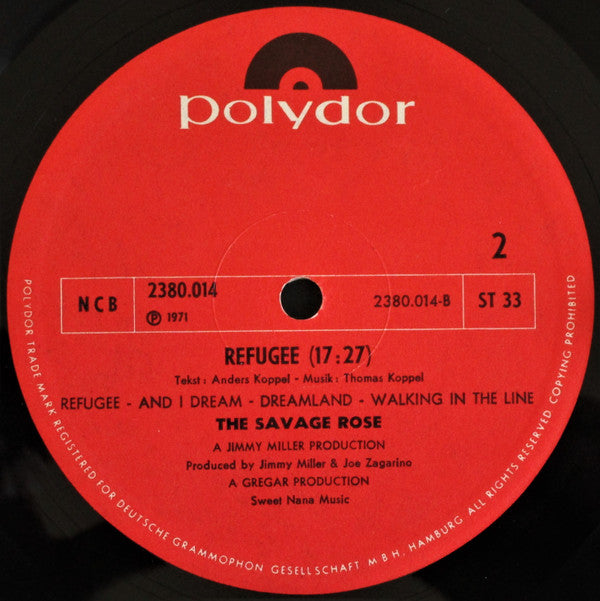 polydor
2
NCB
2380.014
℗ 1971
2380.014-B
ST 33
REFUGEE (17:27)
Tekst: Anders Koppel - Musik: Thomas Koppel
REFUGEE - AND I DREAM - DREAMLAND - WALKING IN THE LINE
THE SAVAGE ROSE
A JIMMY MILLER PRODUCTION
Produced by Jimmy Miller & Joe Zagarino
A GREGAR PRODUCTION
Sweet Nana Music
POLYDOR TRADE MARK REGISTERED FOR DEUTSCHE GRAMMOPHON GESELLSCHAFT M B H, HAMBURG. ALL RIGHTS RESERVED COPYING PROHIBITED